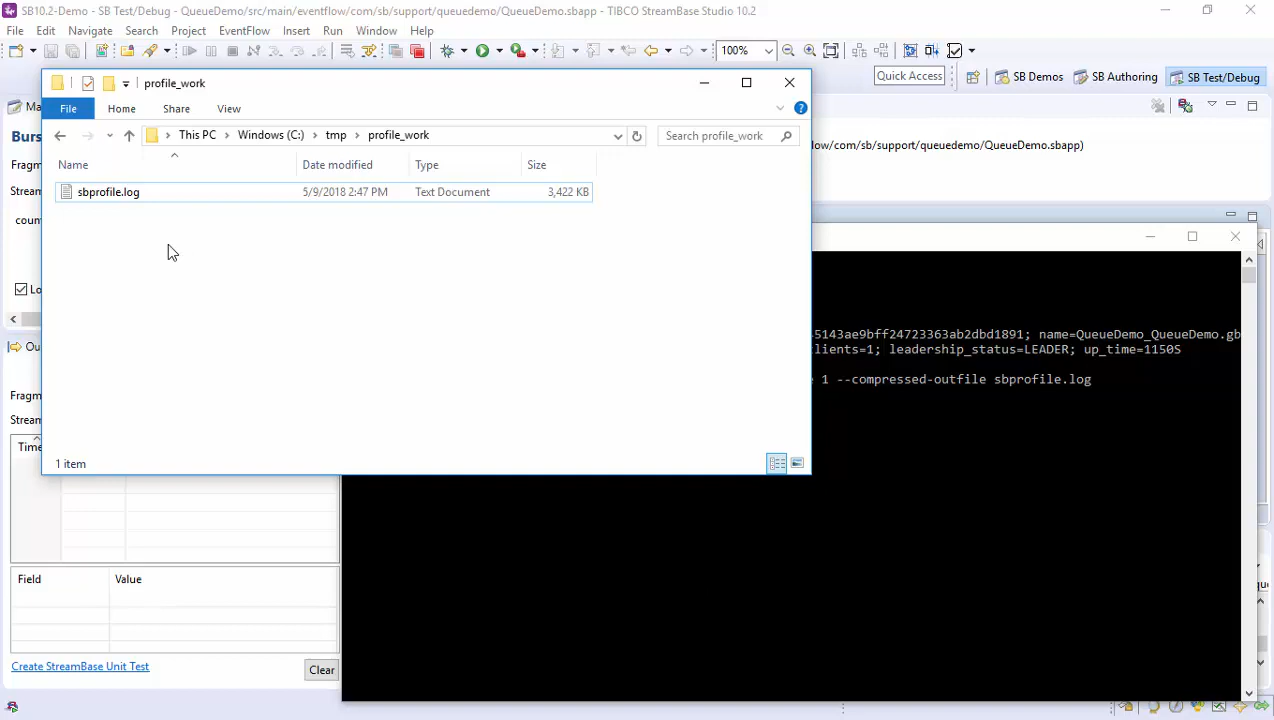 SB10.2-Demo - SB Test/Debug - QueueDemo/src/main/eventflow/com/sb/support/queuedemo/QueueDemo.sbapp - TIBCO StreamBase Studio 10.2
File Edit Navigate Search Project EventFlow Insert Run Window Help
100%
Quick Access
SB Demos
SB Authoring
SB Test/Debug
profile_work
File Home Share View
This PC Windows (C:) tmp profile_work
Search profile_work
Name Date modified Type Size
sbprofile.log 5/9/2018 2:47 PM Text Document 3,422 KB
1 item
Ma
Burs
Fragm
Stream
coun
Lo
Ou
Fragm
Stream
Time
low/com/sb/support/queuedemo/QueueDemo.sbapp)
5143ae9bff24723363ab2dbd1891; name=QueueDemo_QueueDemo.gb
lients=1; leadership_status=LEADER; up_time=1150S
1 --compressed-outfile sbprofile.log
Field Value
Create StreamBase Unit Test
Clear